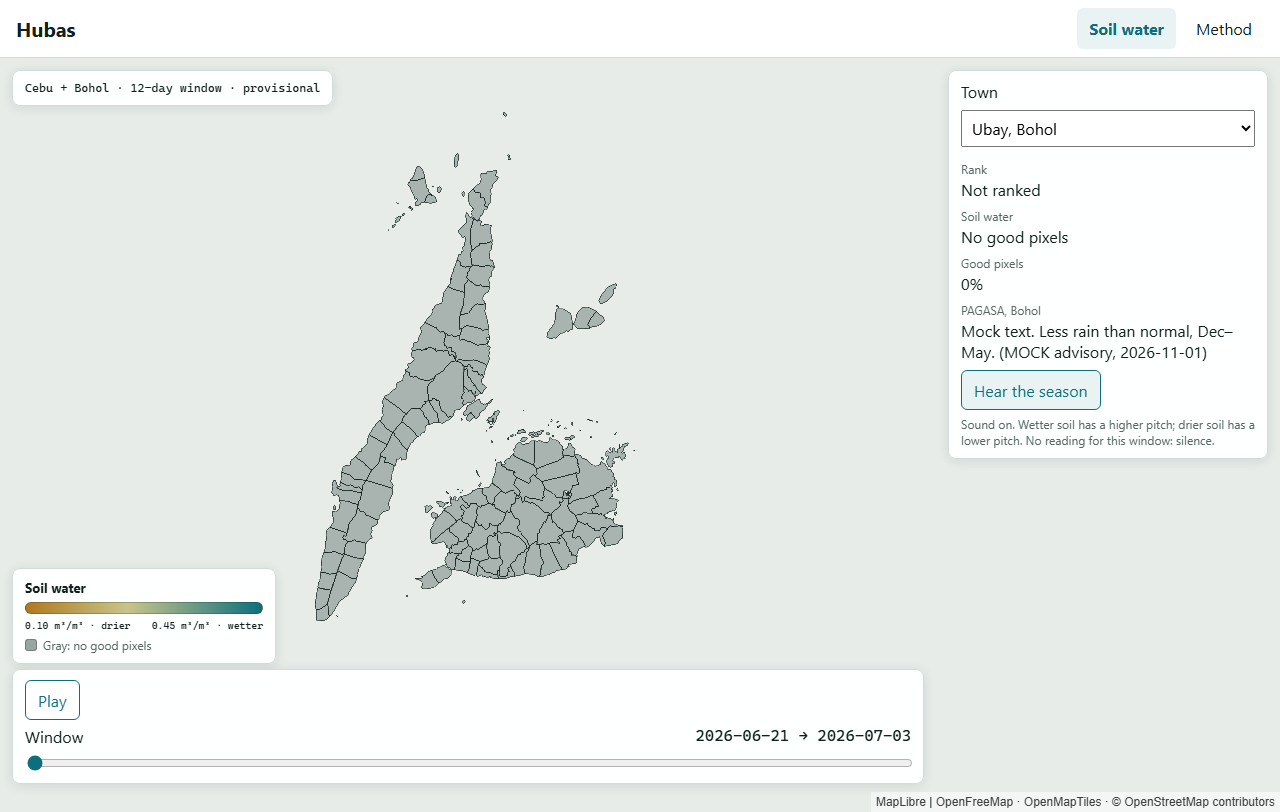 Hubas
Soil water
Method
Cebu + Bohol · 12-day window · provisional
Town
Ubay, Bohol
Rank
Not ranked
Soil water
No good pixels
Good pixels
0%
PAGASA, Bohol
Mock text. Less rain than normal, Dec–
May. (MOCK advisory, 2026-11-01)
Hear the season
Sound on. Wetter soil has a higher pitch; drier soil has a
lower pitch. No reading for this window: silence.
Soil water
0.10 m³/m³ · drier
0.45 m³/m³ · wetter
Gray: no good pixels
Play
Window
2026-06-21 → 2026-07-03
MapLibre | OpenFreeMap · OpenMapTiles · © OpenStreetMap contributors